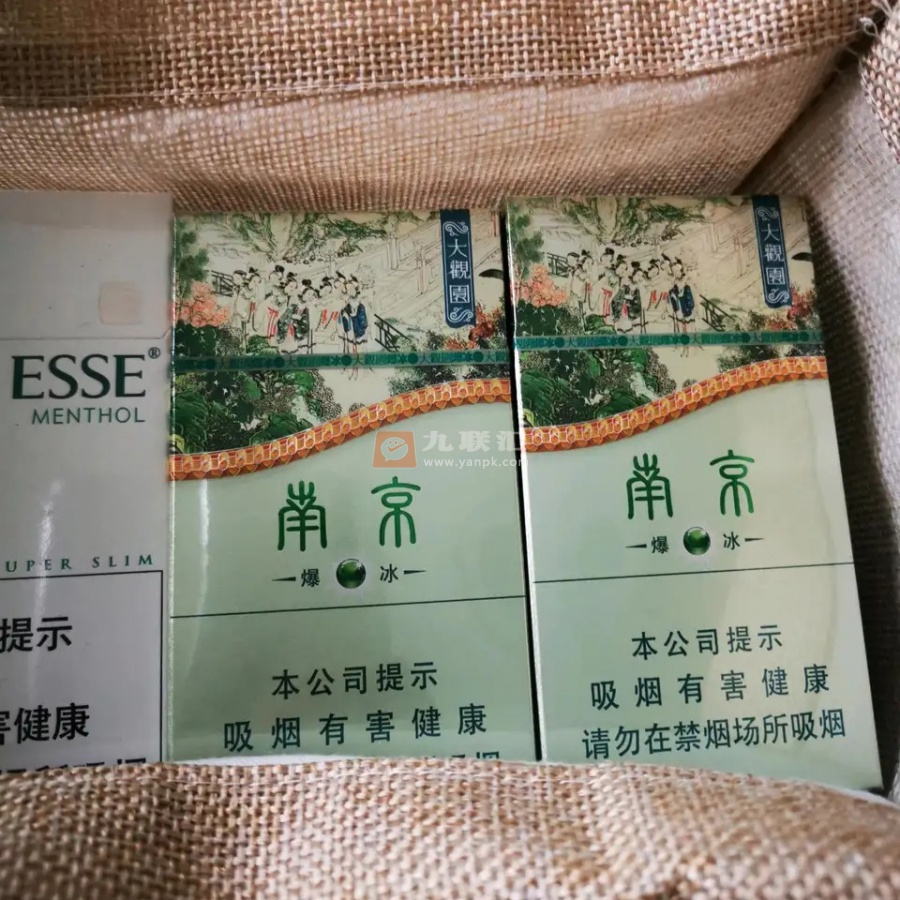 ESSE®
MENTHOL
UPER SLIM
提示
害健康
大觀園
南京
爆 冰
本公司提示
吸烟有害健康
大觀園
南京
爆 冰
本公司提示
吸烟有害健康
请勿在禁烟场所吸烟
九联汇
www.yanpk.com